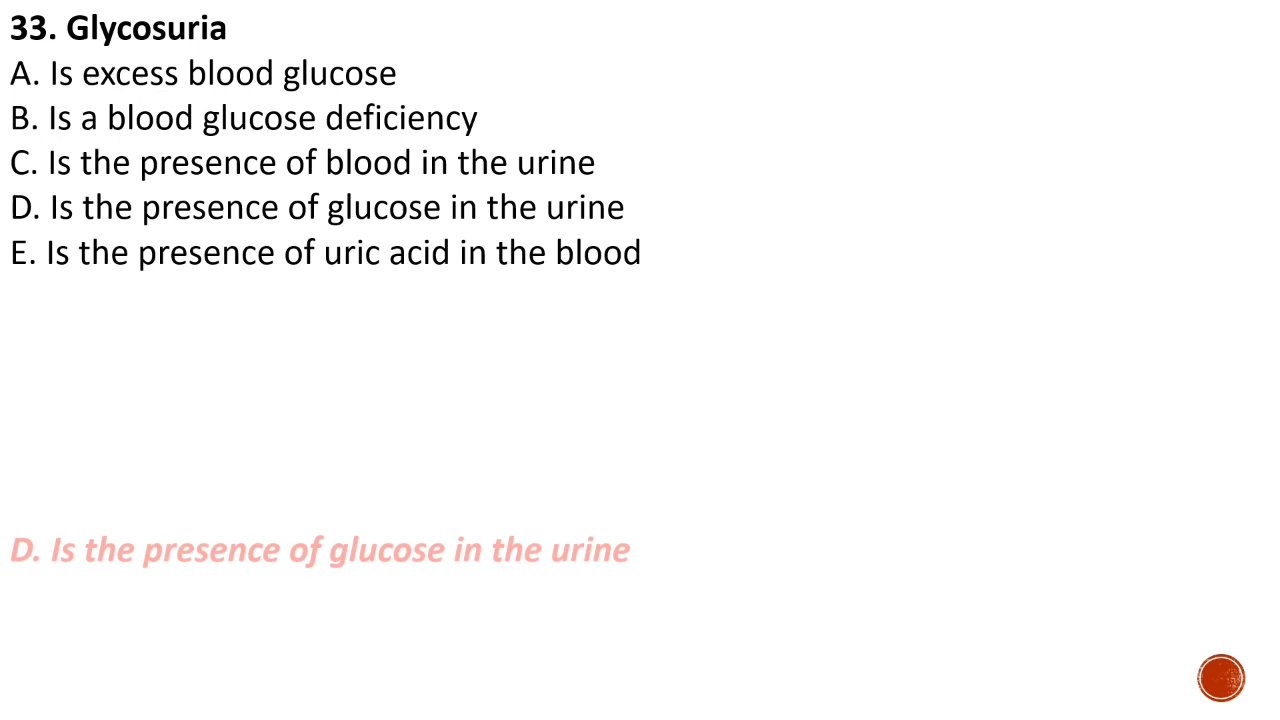 33. Glycosuria
A. Is excess blood glucose
B. Is a blood glucose deficiency
C. Is the presence of blood in the urine
D. Is the presence of glucose in the urine
E. Is the presence of uric acid in the blood
D. Is the presence of glucose in the urine